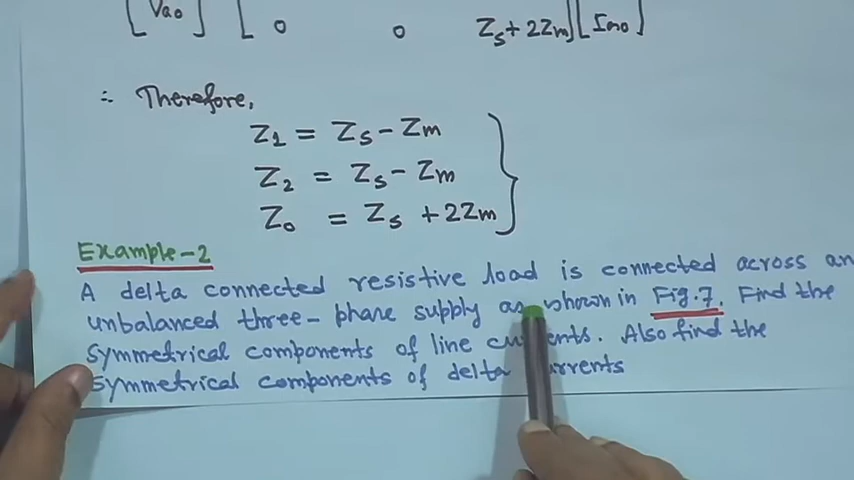 [Vao] [0 0 Zs+2Zm] [Iao]
∴ Therefore,
Z1 = Zs - Zm
Z2 = Zs - Zm
Z0 = Zs + 2Zm
Example-2
A delta connected resistive load is connected across an
unbalanced three-phase supply as shown in Fig.7. Find the
symmetrical components of line currents. Also find the
symmetrical components of delta currents